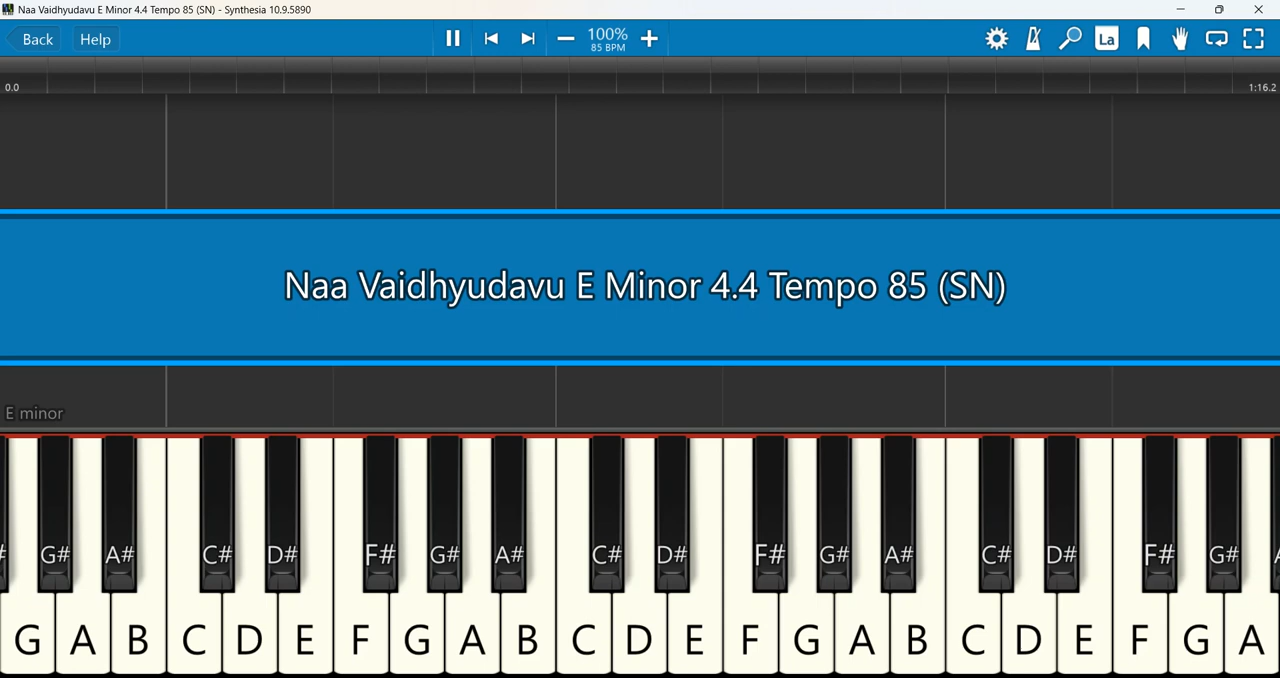 Naa Vaidhyudavu E Minor 4.4 Tempo 85 (SN) - Synthesia 10.9.5890
Back Help 100% La
85 BPM
0.0 1:16.2
Naa Vaidhyudavu E Minor 4.4 Tempo 85 (SN)
E minor
G# A# C# D# F# G# A# C# D# F# G# A# C# D# F# G#
G A B C D E F G A B C D E F G A B C D E F G A